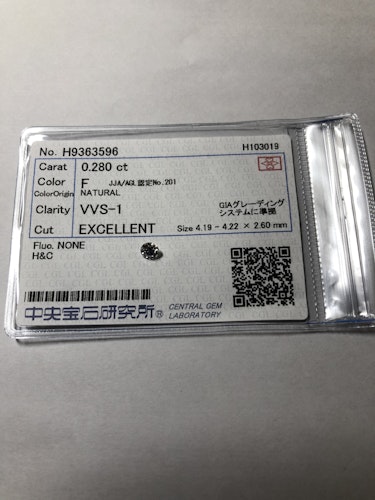 No. H9363596 H103019
Carat 0.280 ct
Color F JJA/AGL認定No.201
ColorOrigin NATURAL
Clarity VVS-1 GIAグレーディング
システムに準拠
Cut EXCELLENT Size 4.19 - 4.22 × 2.60 mm
Fluo. NONE
H&C
中央宝石研究所® CENTRAL GEM
LABORATORY